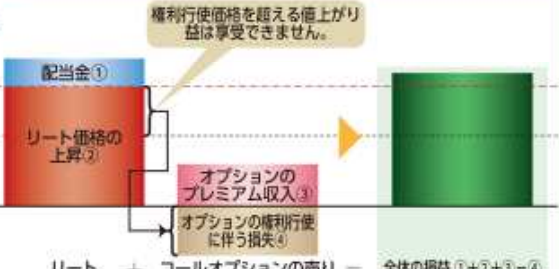 権利行使価格を超える値上がり
益は享受できません。
配当金①
リート価格の
上昇②
オプションの
プレミアム収入③
オプションの権利行使
に伴う損失④
リート + コールオプションの売り = 全体の損益①+②+③-④